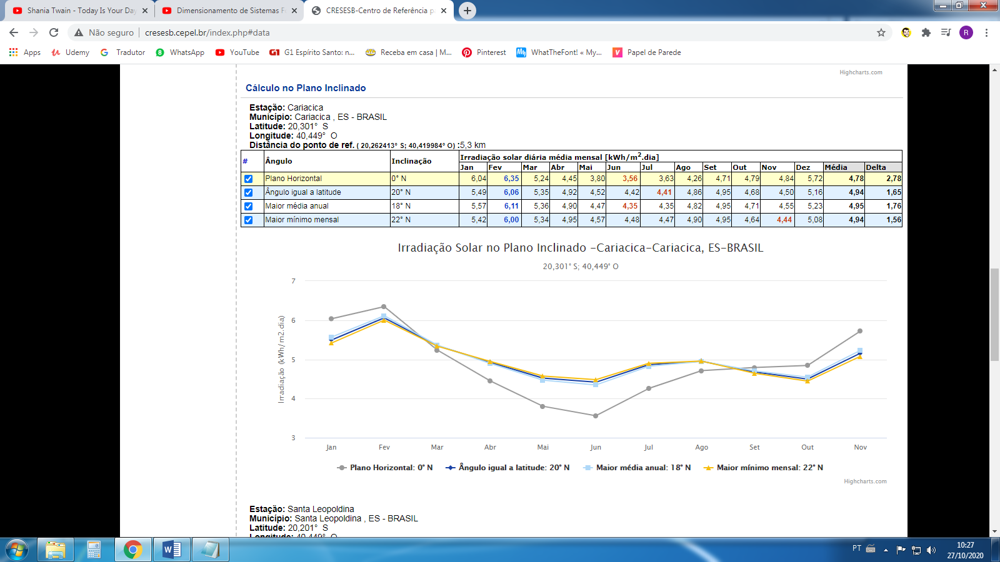 Shania Twain - Today Is Your Day
Dimensionamento de Sistemas F
CRESESB-Centro de Referência p
Não seguro
cresesb.cepel.br/index.php#data
R
Apps
Udemy
Tradutor
WhatsApp
YouTube
G1 Espírito Santo: n...
Receba em casa | M...
Pinterest
WhatTheFont! « My...
Papel de Parede
Highcharts.com
Cálculo no Plano Inclinado
Estação: Cariacica
Município: Cariacica , ES - BRASIL
Latitude: 20,301° S
Longitude: 40,449° O
Distância do ponto de ref. ( 20,262413° S; 40,419984° O) :5,3 km
# Ângulo Inclinação Irradiação solar diária média mensal [kWh/m2.dia]
Jan Fev Mar Abr Mai Jun Jul Ago Set Out Nov Dez Média Delta
Plano Horizontal 0° N 6,04 6,35 5,24 4,45 3,80 3,56 3,63 4,26 4,71 4,79 4,84 5,72 4,78 2,78
Ângulo igual a latitude 20° N 5,49 6,06 5,35 4,92 4,52 4,42 4,41 4,86 4,95 4,68 4,50 5,16 4,94 1,65
Maior média anual 18° N 5,57 6,11 5,36 4,90 4,47 4,35 4,35 4,82 4,95 4,71 4,55 5,23 4,95 1,76
Maior mínimo mensal 22° N 5,42 6,00 5,34 4,95 4,57 4,48 4,47 4,90 4,95 4,64 4,44 5,08 4,94 1,56
Irradiação Solar no Plano Inclinado -Cariacica-Cariacica, ES-BRASIL
20,301° S; 40,449° O
Irradiação (kWh/m2.dia)
7
6
5
4
3
Jan Fev Mar Abr Mai Jun Jul Ago Set Out Nov
Plano Horizontal: 0° N Ângulo igual a latitude: 20° N Maior média anual: 18° N Maior mínimo mensal: 22° N
Highcharts.com
Estação: Santa Leopoldina
Município: Santa Leopoldina , ES - BRASIL
Latitude: 20,201° S
Longitude: 40,449° O
PT
10:27
27/10/2020